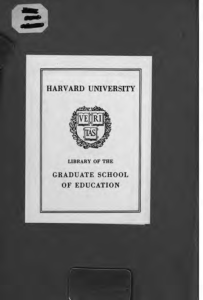 HARVARD UNIVERSITY
VE RI
TAS
LIBRARY OF THE
GRADUATE SCHOOL
OF EDUCATION